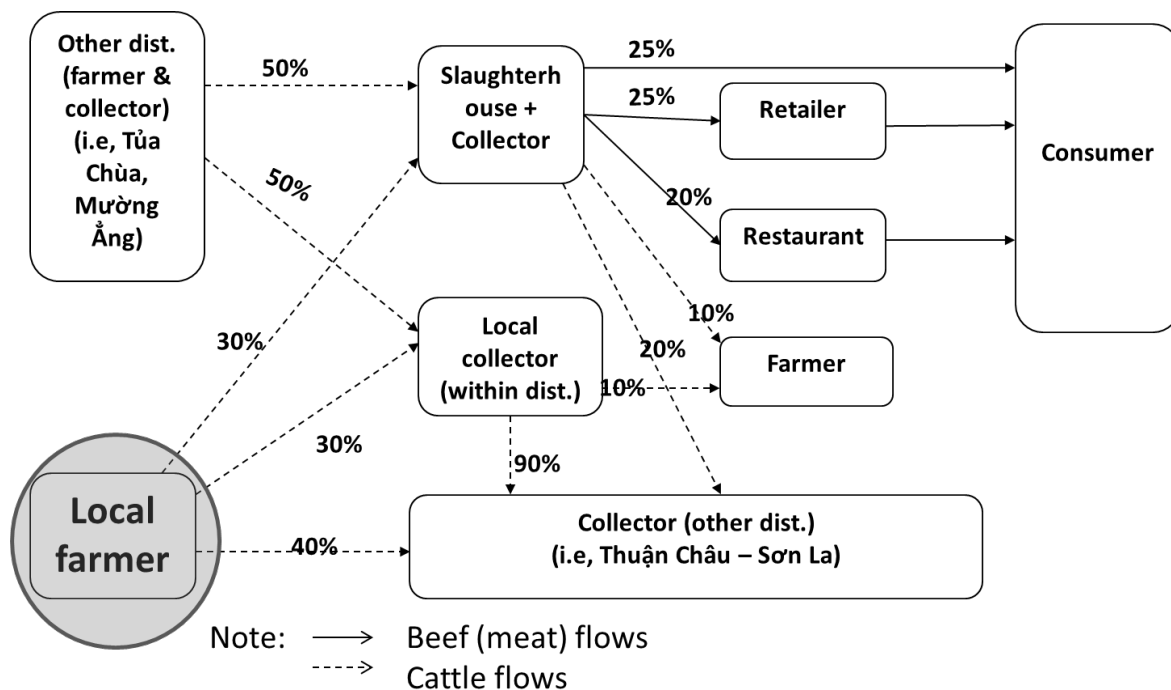 Other dist.
(farmer &
collector)
(i.e, Tủa
Chùa,
Mường
Ẳng)
50%
50%
Slaughterh
ouse +
Collector
25%
25%
20%
Retailer
Restaurant
Consumer
10%
20%
30%
Local
collector
(within dist.)
10%
Farmer
30%
90%
Local
farmer
40%
Collector (other dist.)
(i.e, Thuận Châu – Sơn La)
Note:
Beef (meat) flows
Cattle flows